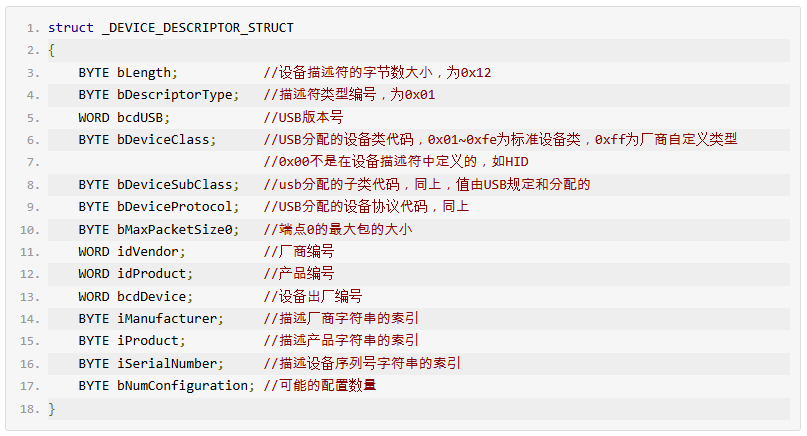 1. struct _DEVICE_DESCRIPTOR_STRUCT
2. {
3.     BYTE bLength;           //设备描述符的字节数大小，为0x12
4.     BYTE bDescriptorType;   //描述符类型编号，为0x01
5.     WORD bcdUSB;            //USB版本号
6.     BYTE bDeviceClass;      //USB分配的设备类代码，0x01~0xfe为标准设备类，0xff为厂商自定义类型
7.                             //0x00不是在设备描述符中定义的，如HID
8.     BYTE bDeviceSubClass;   //usb分配的子类代码，同上，值由USB规定和分配的
9.     BYTE bDeviceProtocol;   //USB分配的设备协议代码，同上
10.     BYTE bMaxPacketSize0;   //端点0的最大包的大小
11.     WORD idVendor;          //厂商编号
12.     WORD idProduct;         //产品编号
13.     WORD bcdDevice;         //设备出厂编号
14.     BYTE iManufacturer;     //描述厂商字符串的索引
15.     BYTE iProduct;          //描述产品字符串的索引
16.     BYTE iSerialNumber;     //描述设备序列号字符串的索引
17.     BYTE bNumConfiguration; //可能的配置数量
18. }